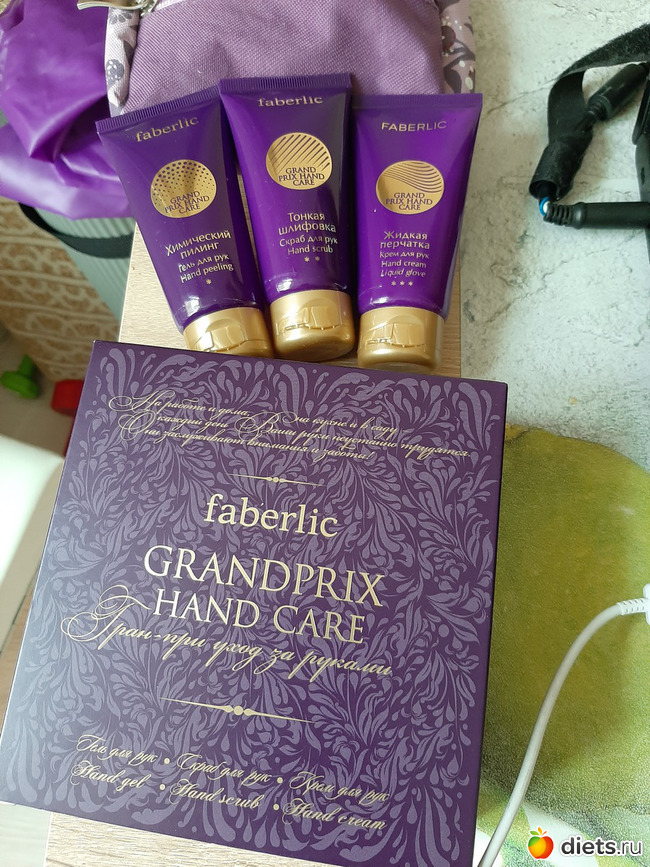 faberlic
GRAND
PRIX HAND
CARE
Химический
пилинг
Гель для рук
Hand peeling
*
faberlic
GRAND
PRIX HAND
CARE
Тонкая
шлифовка
Скраб для рук
Hand scrub
* *
FABERLIC
GRAND
PRIX HAND
CARE
Жидкая
перчатка
Крем для рук
Hand cream
Liquid glove
* * *
На работе и дома, на кухне и в саду
каждый день Ваши руки неустанно трудятся.
Они заслуживают внимания и заботы!
faberlic
GRANDPRIX
HAND CARE
Гран-при уход за руками
Гель для рук • Скраб для рук • Крем для рук
Hand gel • Hand scrub • Hand cream
diets.ru